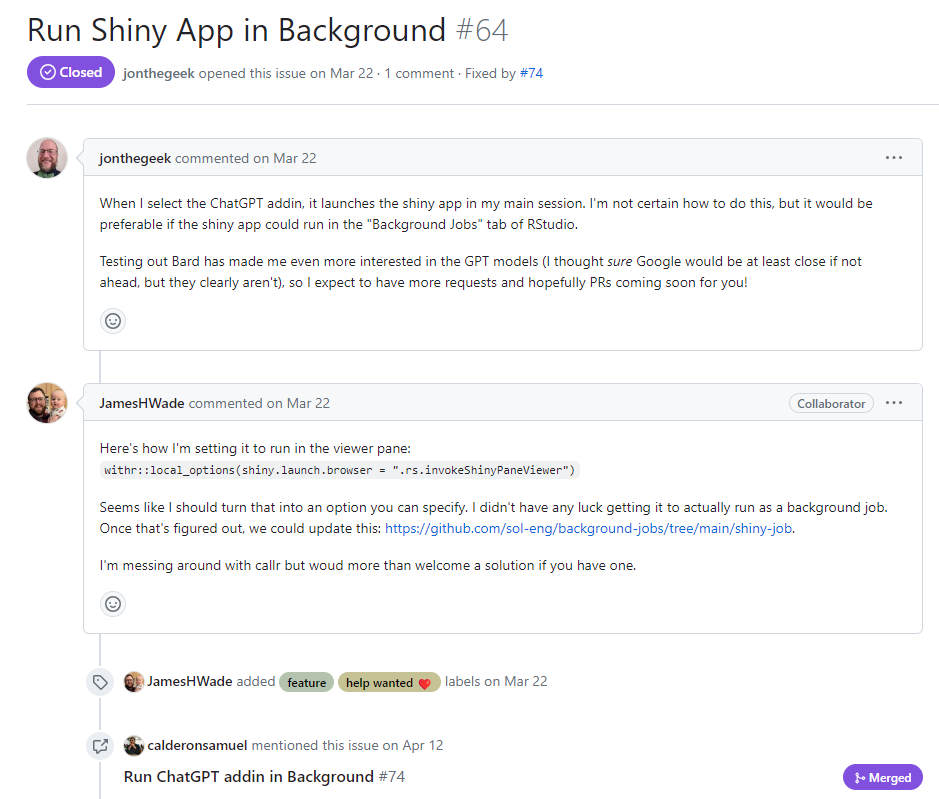 Run Shiny App in Background #64
Closed jonthegeek opened this issue on Mar 22 · 1 comment · Fixed by #74
jonthegeek commented on Mar 22
When I select the ChatGPT addin, it launches the shiny app in my main session. I'm not certain how to do this, but it would be
preferable if the shiny app could run in the "Background Jobs" tab of RStudio.
Testing out Bard has made me even more interested in the GPT models (I thought sure Google would be at least close if not
ahead, but they clearly aren't), so I expect to have more requests and hopefully PRs coming soon for you!
JamesHWade commented on Mar 22 Collaborator
Here's how I'm setting it to run in the viewer pane:
withr::local_options(shiny.launch.browser = ".rs.invokeShinyPaneViewer")
Seems like I should turn that into an option you can specify. I didn't have any luck getting it to actually run as a background job.
Once that's figured out, we could update this: https://github.com/sol-eng/background-jobs/tree/main/shiny-job.
I'm messing around with callr but woud more than welcome a solution if you have one.
JamesHWade added feature help wanted ❤️ labels on Mar 22
calderonsamuel mentioned this issue on Apr 12
Run ChatGPT addin in Background #74 Merged